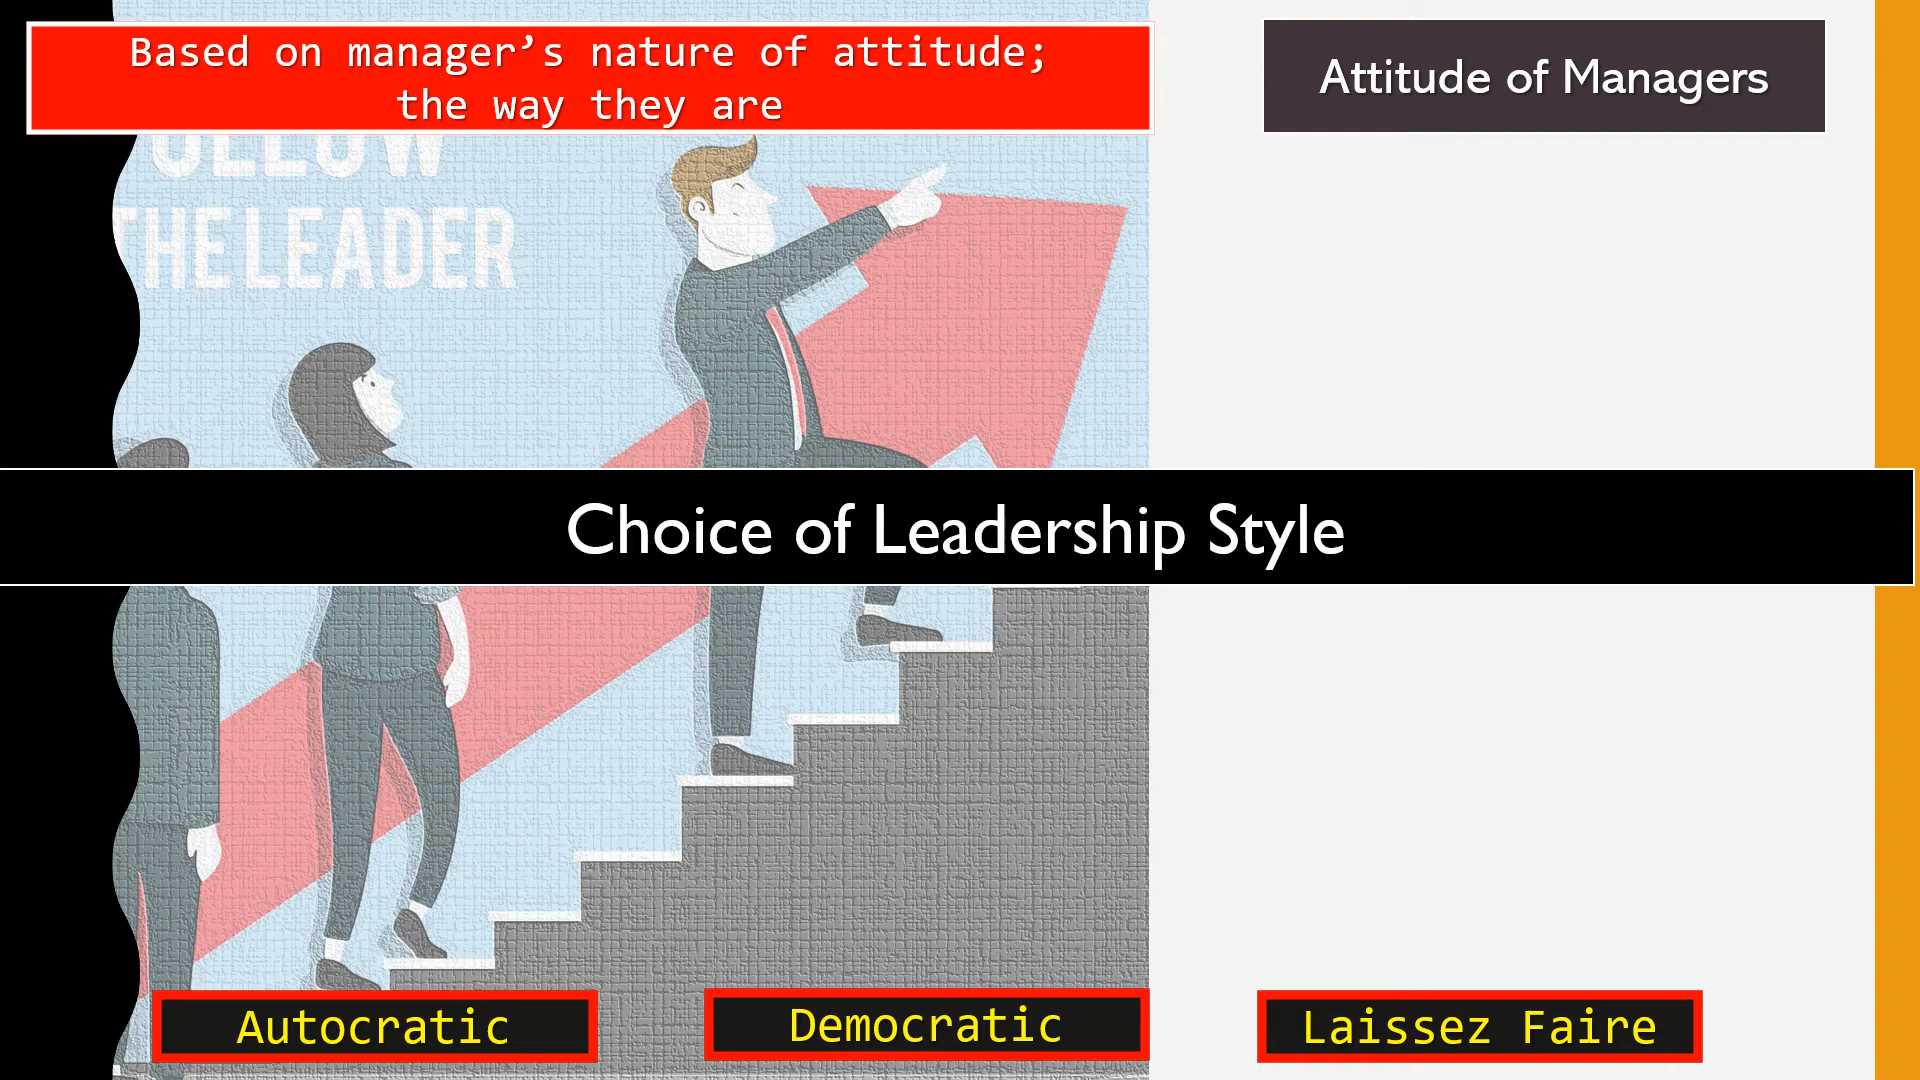 Based on manager’s nature of attitude;
the way they are
Attitude of Managers
THE LEADER
Choice of Leadership Style
Autocratic
Democratic
Laissez Faire